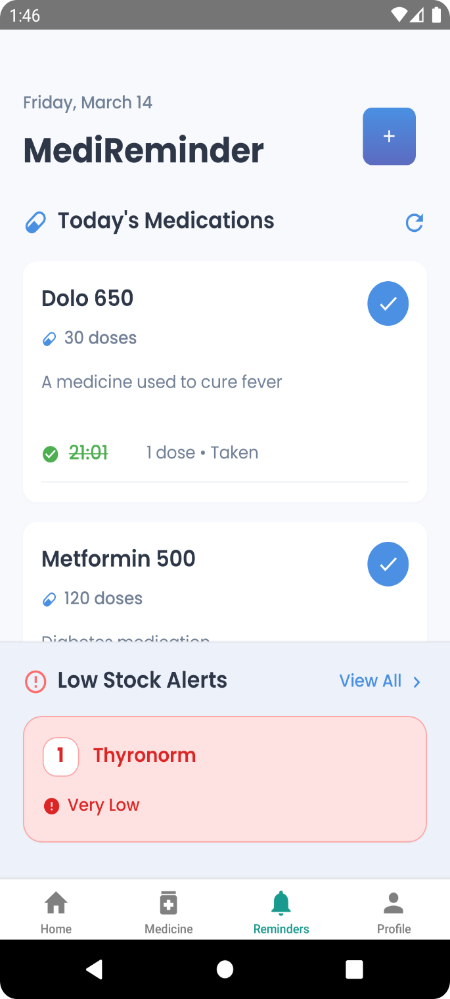 1:46
Friday, March 14
MediReminder
+
Today's Medications
Dolo 650
30 doses
A medicine used to cure fever
21:01 1 dose • Taken
Metformin 500
120 doses
Diabetes medication
Low Stock Alerts View All
1 Thyronorm
Very Low
Home Medicine Reminders Profile